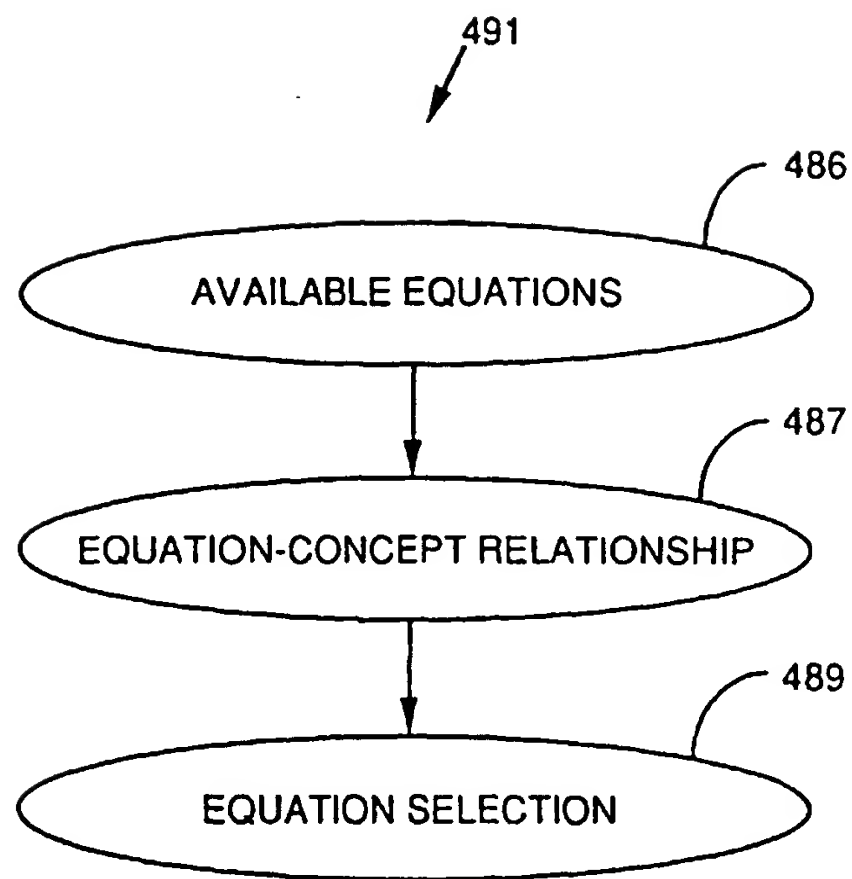 491
486
AVAILABLE EQUATIONS
487
EQUATION-CONCEPT RELATIONSHIP
489
EQUATION SELECTION